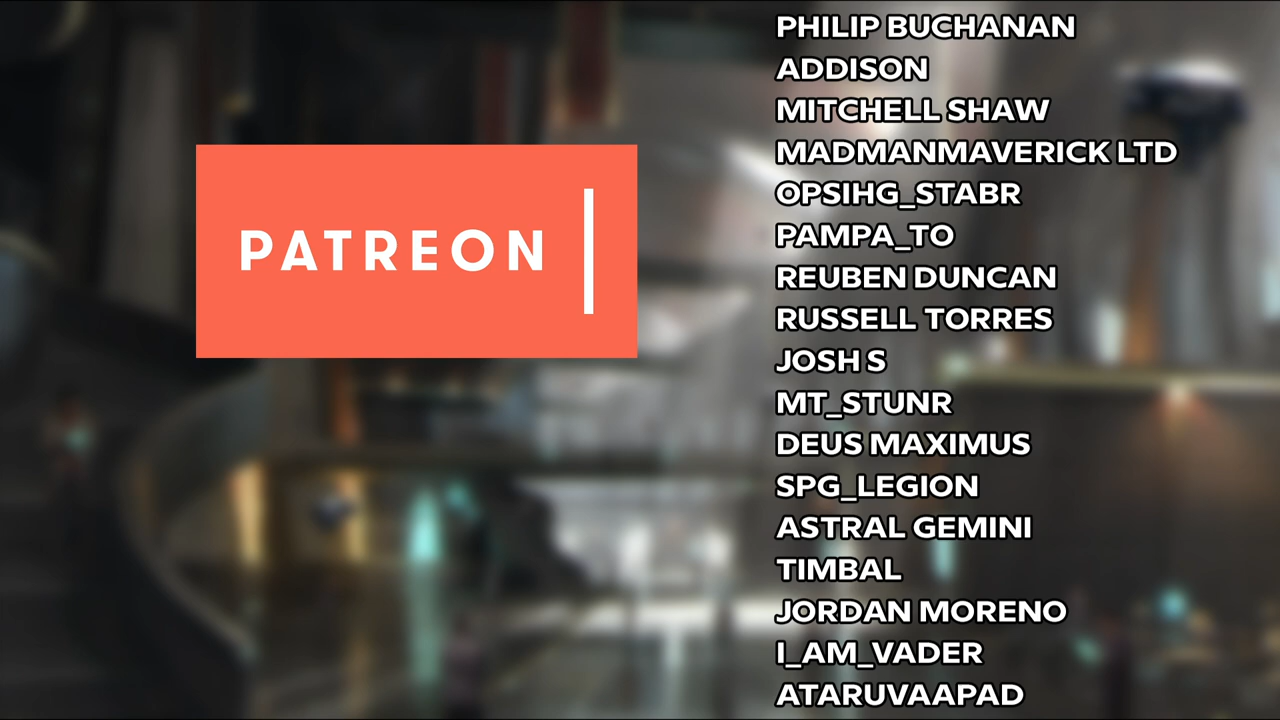 PATREON
PHILIP BUCHANAN
ADDISON
MITCHELL SHAW
MADMANMAVERICK LTD
OPSIHG_STABR
PAMPA_TO
REUBEN DUNCAN
RUSSELL TORRES
JOSH S
MT_STUNR
DEUS MAXIMUS
SPG_LEGION
ASTRAL GEMINI
TIMBAL
JORDAN MORENO
I_AM_VADER
ATARUVAAPAD